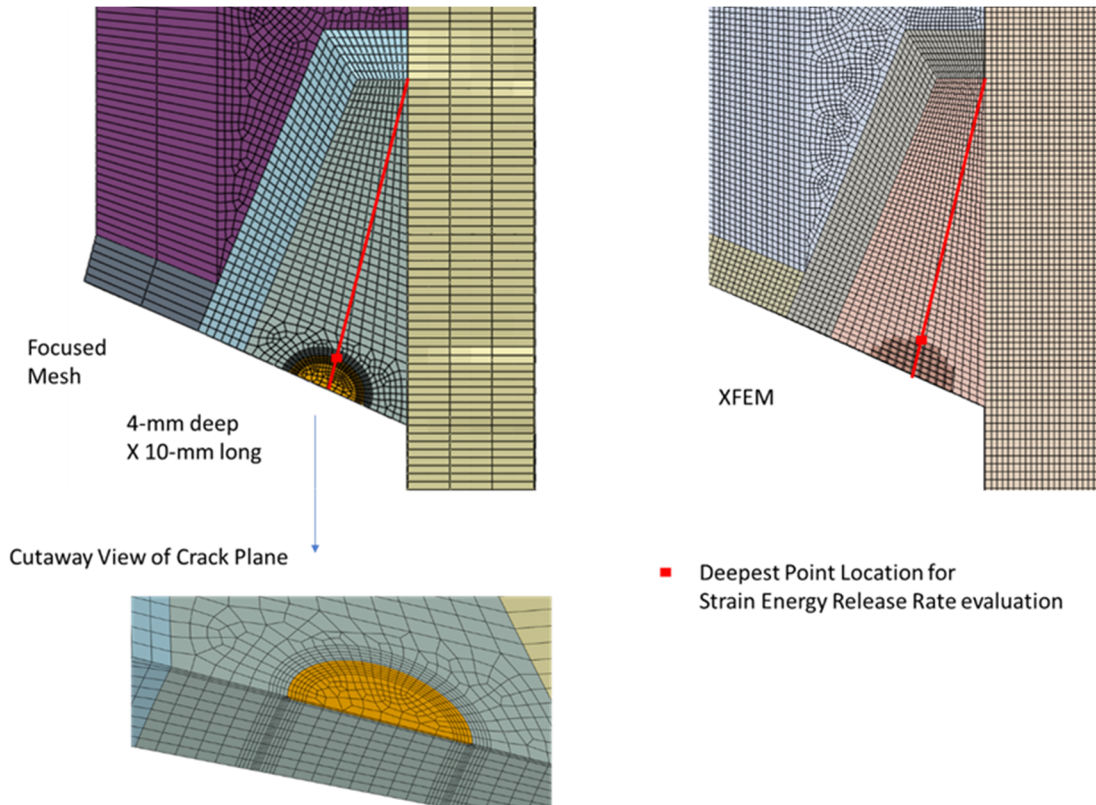 Focused
Mesh
4-mm deep
X 10-mm long
XFEM
Cutaway View of Crack Plane
Deepest Point Location for
Strain Energy Release Rate evaluation